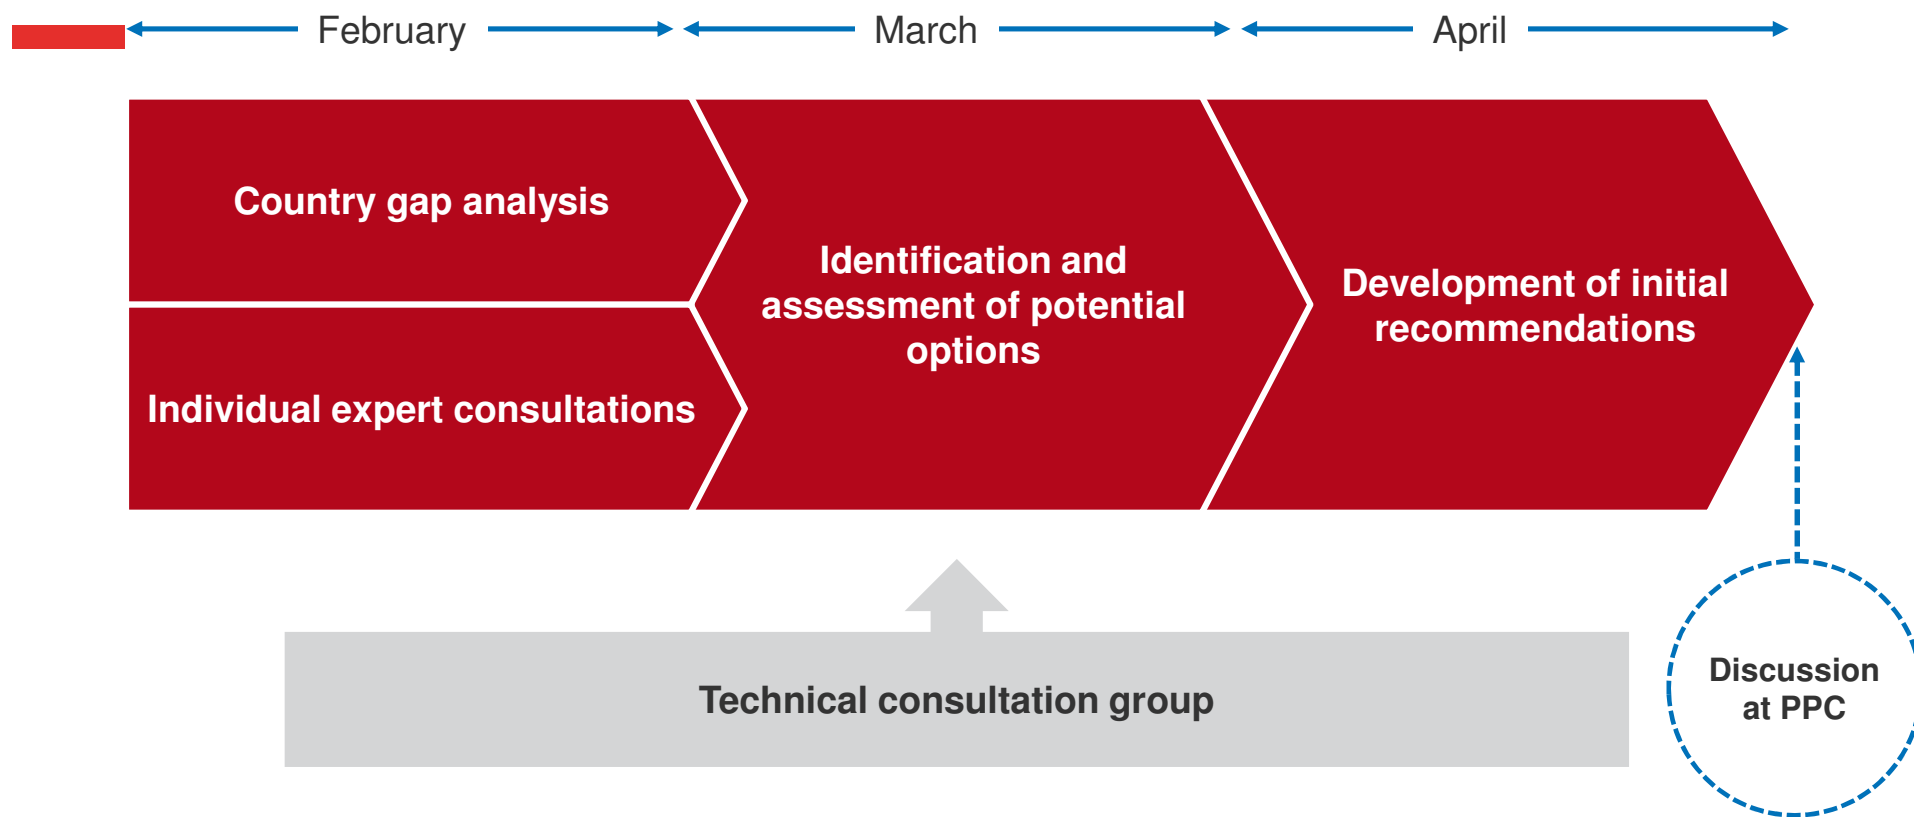 February
March
April
Country gap analysis
Individual expert consultations
Identification and
assessment of potential
options
Development of initial
recommendations
Technical consultation group
Discussion
at PPC